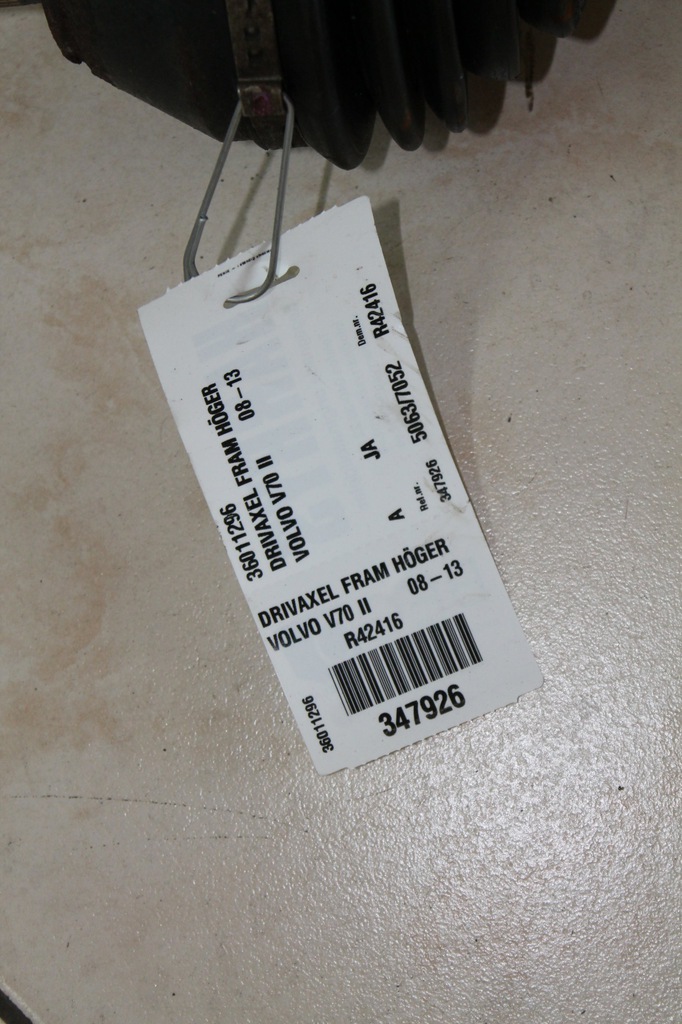 36011296
DRIVAXEL FRAM HÖGER
VOLVO V70 II 08-13
A JA
Dem.nr.
R42416
Ref.nr.
347926 5063/7052
DRIVAXEL FRAM HÖGER
VOLVO V70 II 08-13
R42416
36011296
347926